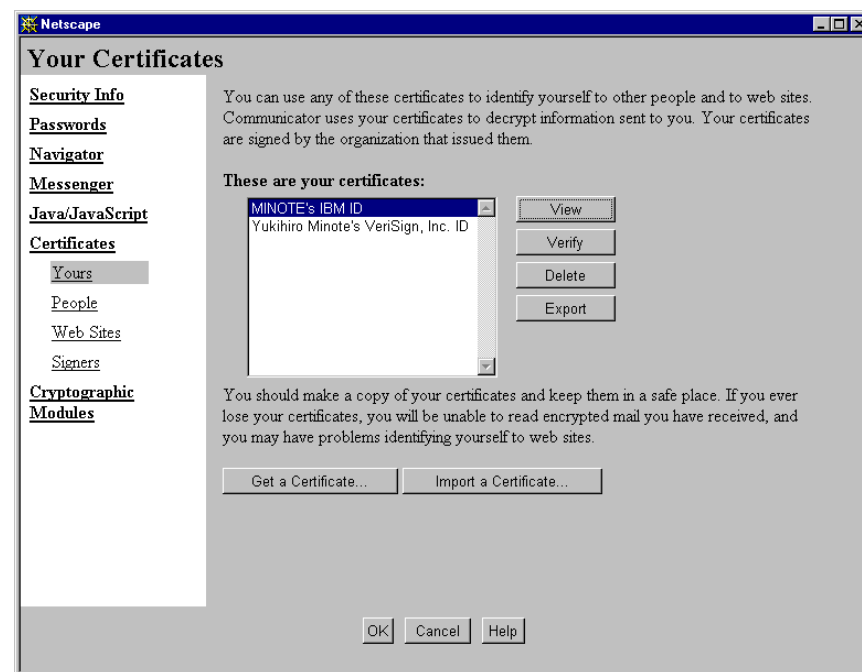 Netscape
Your Certificates
Security Info
Passwords
Navigator
Messenger
Java/JavaScript
Certificates
Yours
People
Web Sites
Signers
Cryptographic
Modules
You can use any of these certificates to identify yourself to other people and to web sites.
Communicator uses your certificates to decrypt information sent to you. Your certificates
are signed by the organization that issued them.
These are your certificates:
MINOTE's IBM ID
Yukihiro Minote's VeriSign, Inc. ID
View
Verify
Delete
Export
You should make a copy of your certificates and keep them in a safe place. If you ever
lose your certificates, you will be unable to read encrypted mail you have received, and
you may have problems identifying yourself to web sites.
Get a Certificate...
Import a Certificate...
OK
Cancel
Help